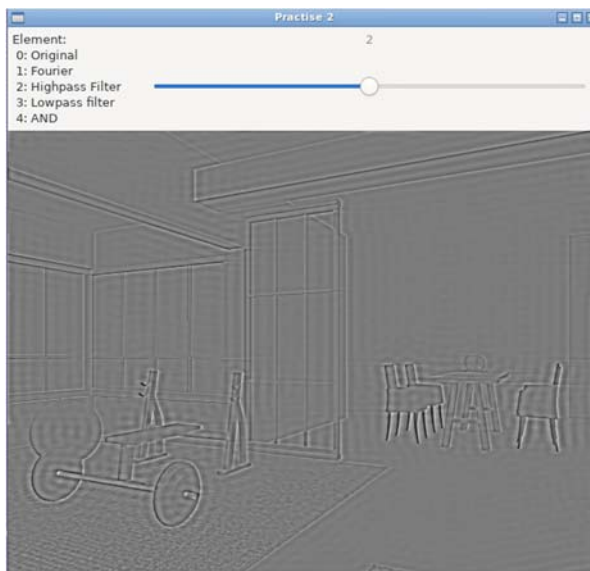 Practise 2
Element:
2
0: Original
1: Fourier
2: Highpass Filter
3: Lowpass filter
4: AND